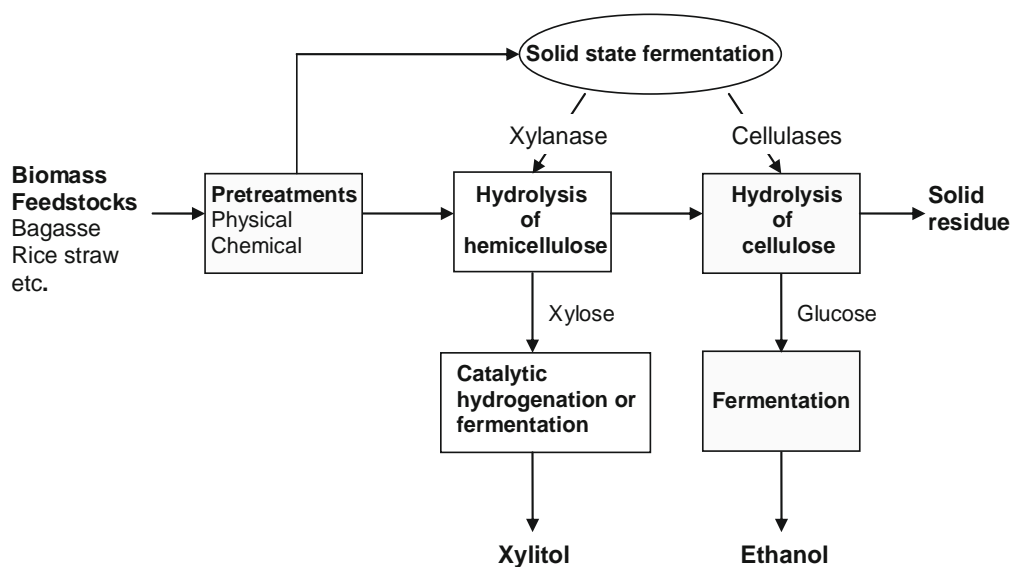 Solid state fermentation
Xylanase
Cellulases
Biomass
Feedstocks
Bagasse
Rice straw
etc.
Pretreatments
Physical
Chemical
Hydrolysis
of
hemicellulose
Hydrolysis
of
cellulose
Solid
residue
Xylose
Glucose
Catalytic
hydrogenation or
fermentation
Fermentation
Xylitol
Ethanol